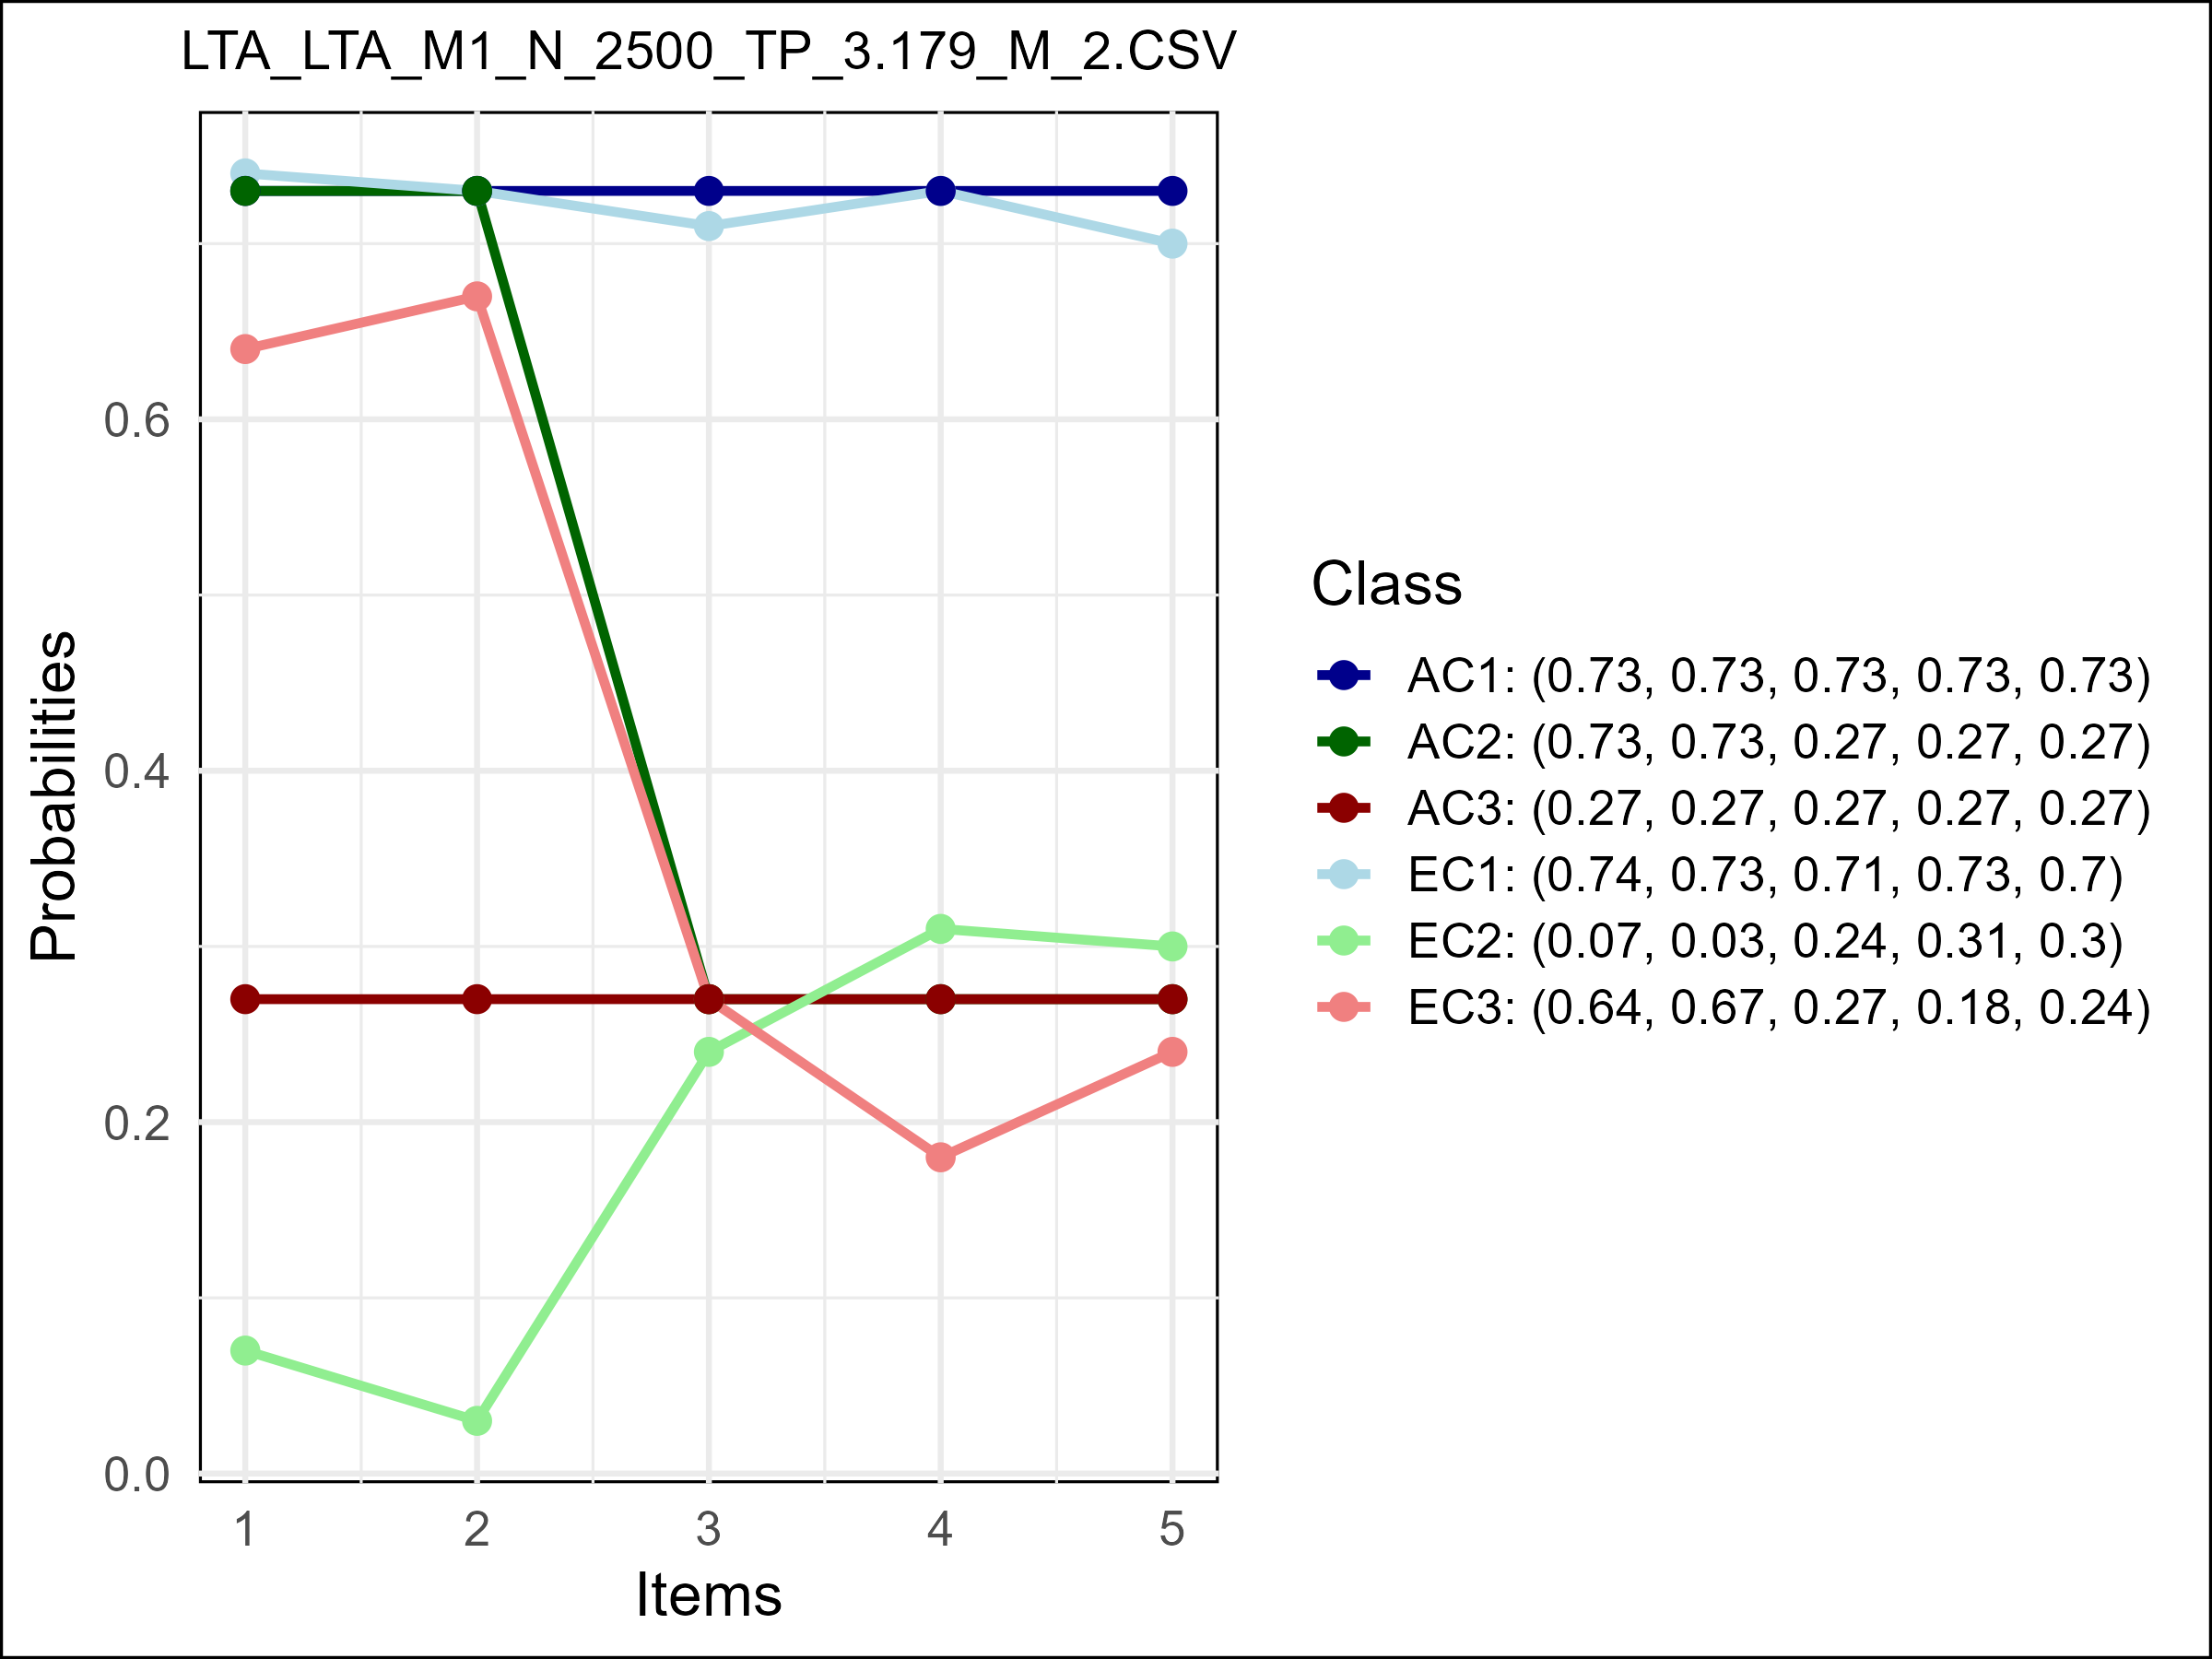 LTA_LTA_M1_N_2500_TP_3.179_M_2.CSV
Probabilities
0.6
0.4
0.2
0.0
1 2 3 4 5
Items
Class
AC1: (0.73, 0.73, 0.73, 0.73, 0.73)
AC2: (0.73, 0.73, 0.27, 0.27, 0.27)
AC3: (0.27, 0.27, 0.27, 0.27, 0.27)
EC1: (0.74, 0.73, 0.71, 0.73, 0.7)
EC2: (0.07, 0.03, 0.24, 0.31, 0.3)
EC3: (0.64, 0.67, 0.27, 0.18, 0.24)